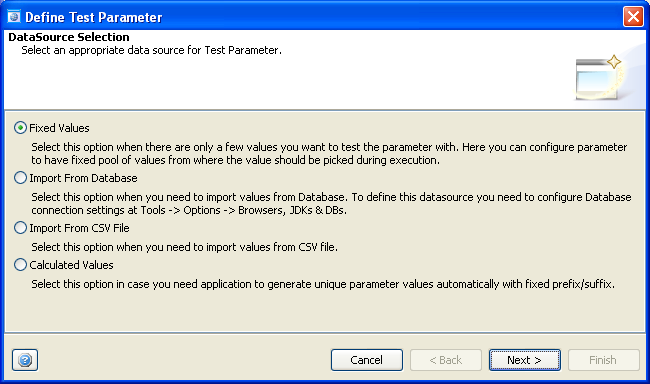 Define Test Parameter
DataSource Selection
Select an appropriate data source for Test Parameter.
Fixed Values
Select this option when there are only a few values you want to test the parameter with. Here you can configure parameter
to have fixed pool of values from where the value should be picked during execution.
Import From Database
Select this option when you need to import values from Database. To define this datasource you need to configure Database
connection settings at Tools -> Options -> Browsers, JDKs & DBs.
Import From CSV File
Select this option when you need to import values from CSV file.
Calculated Values
Select this option in case you need application to generate unique parameter values automatically with fixed prefix/suffix.
Cancel
< Back
Next >
Finish